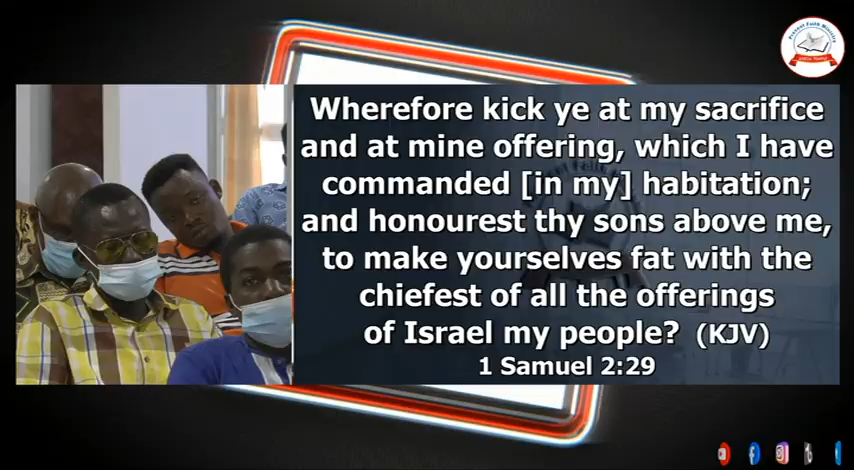 Wherefore kick ye at my sacrifice
and at mine offering, which I have
commanded [in my] habitation;
and honourest thy sons above me,
to make yourselves fat with the
chiefest of all the offerings
of Israel my people? (KJV)
1 Samuel 2:29